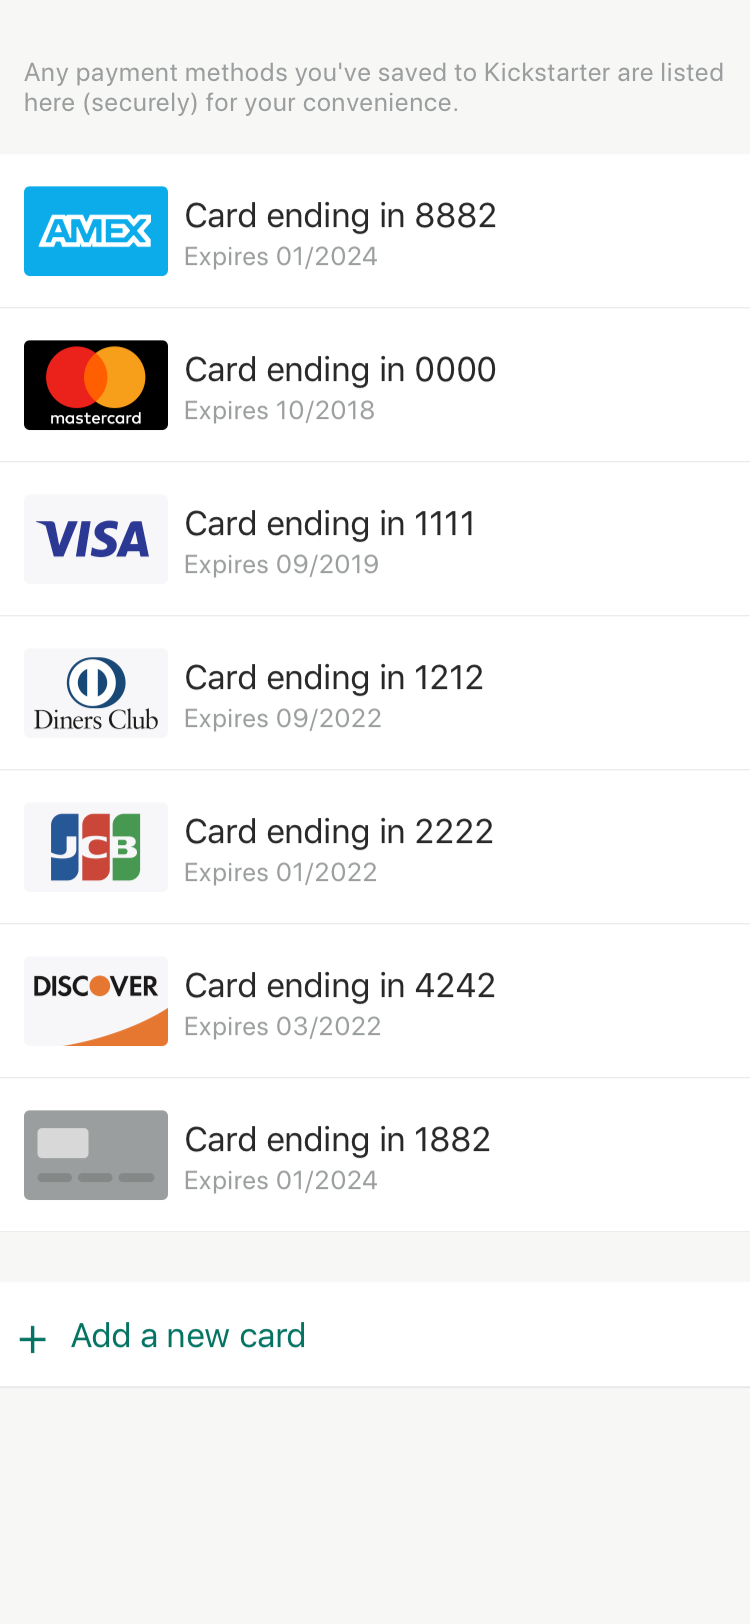 Any payment methods you've saved to Kickstarter are listed
here (securely) for your convenience.
AMEX
Card ending in 8882
Expires 01/2024
mastercard
Card ending in 0000
Expires 10/2018
VISA
Card ending in 1111
Expires 09/2019
Diners Club
Card ending in 1212
Expires 09/2022
JCB
Card ending in 2222
Expires 01/2022
DISCOVER
Card ending in 4242
Expires 03/2022
Card ending in 1882
Expires 01/2024
+ Add a new card